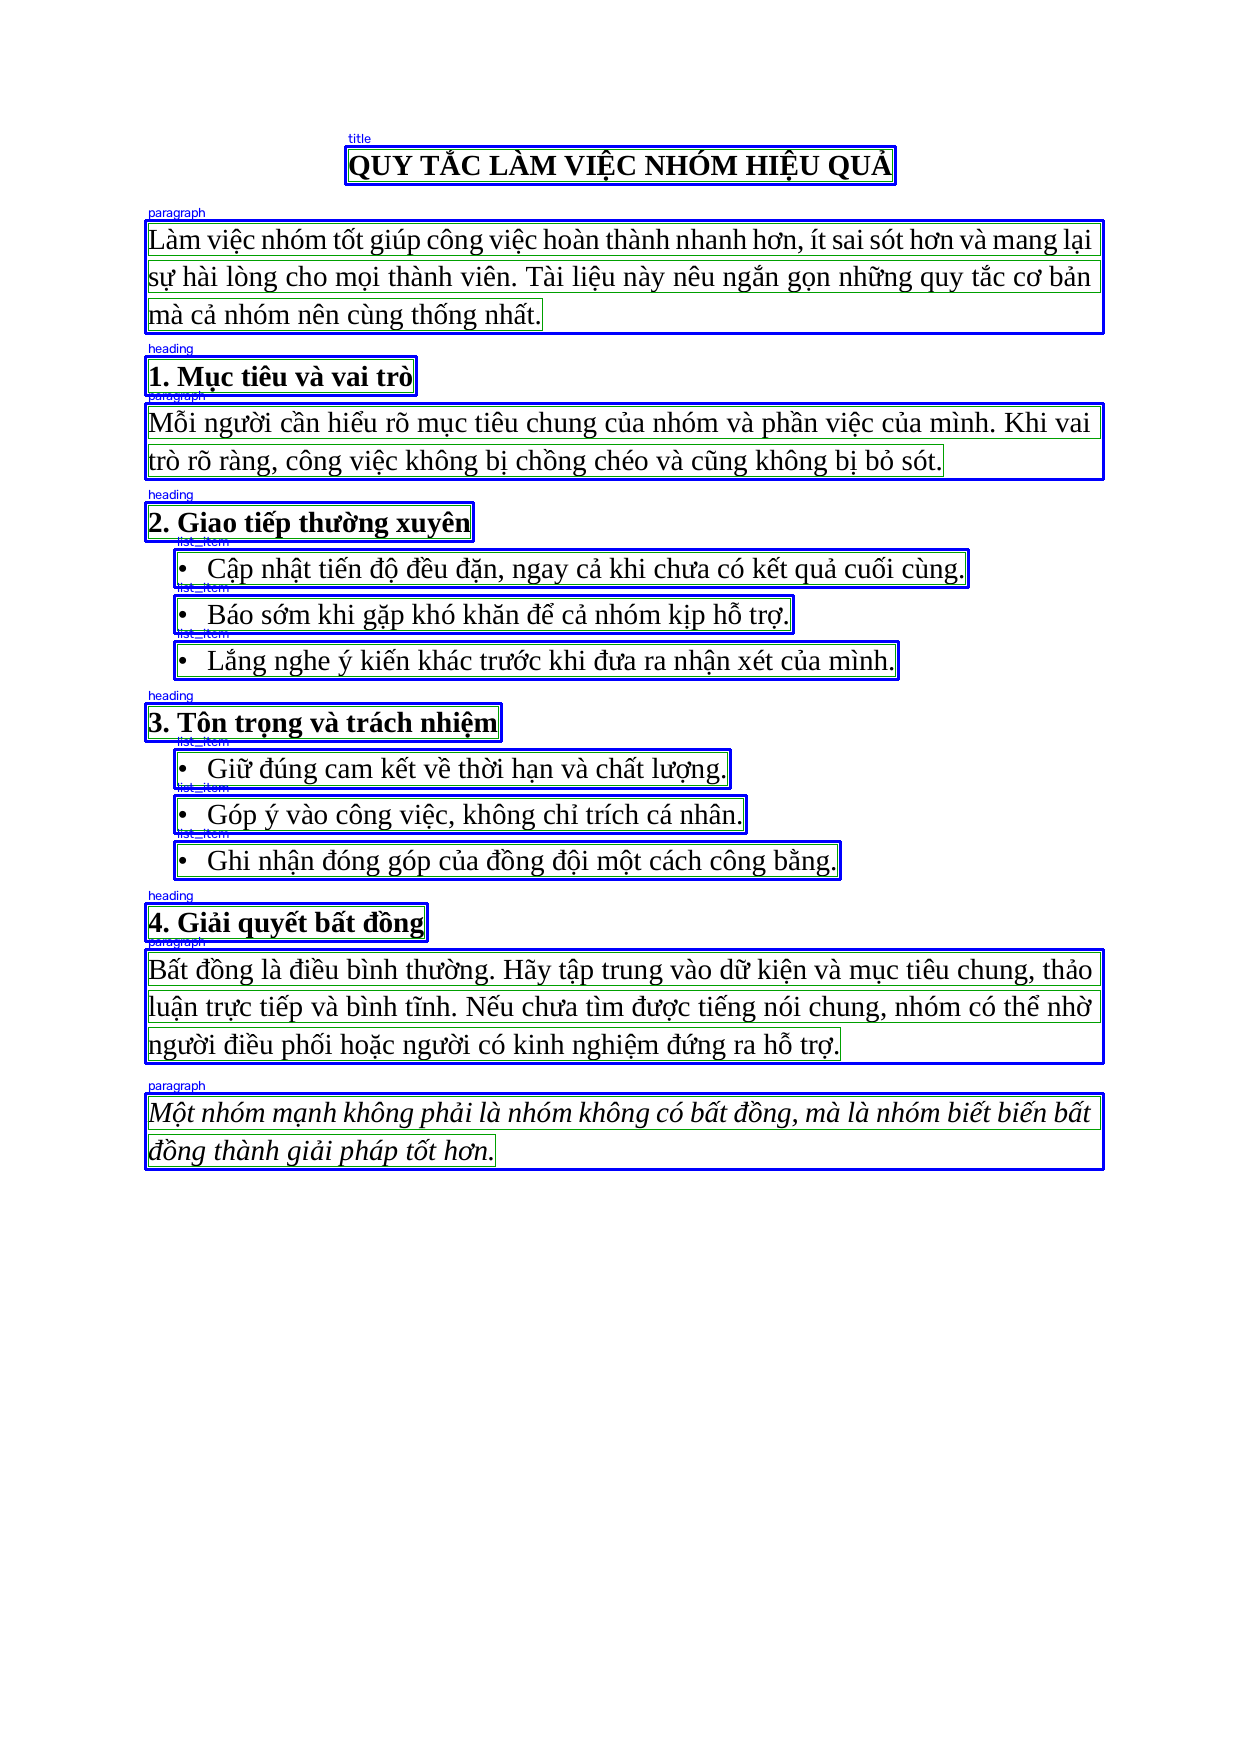 title
QUY TẮC LÀM VIỆC NHÓM HIỆU QUẢ
paragraph
Làm việc nhóm tốt giúp công việc hoàn thành nhanh hơn, ít sai sót hơn và mang lại
sự hài lòng cho mọi thành viên. Tài liệu này nêu ngắn gọn những quy tắc cơ bản
mà cả nhóm nên cùng thống nhất.
heading
1. Mục tiêu và vai trò
paragraph
Mỗi người cần hiểu rõ mục tiêu chung của nhóm và phần việc của mình. Khi vai
trò rõ ràng, công việc không bị chồng chéo và cũng không bị bỏ sót.
heading
2. Giao tiếp thường xuyên
list_item
• Cập nhật tiến độ đều đặn, ngay cả khi chưa có kết quả cuối cùng.
list_item
• Báo sớm khi gặp khó khăn để cả nhóm kịp hỗ trợ.
list_item
• Lắng nghe ý kiến khác trước khi đưa ra nhận xét của mình.
heading
3. Tôn trọng và trách nhiệm
list_item
• Giữ đúng cam kết về thời hạn và chất lượng.
list_item
• Góp ý vào công việc, không chỉ trích cá nhân.
list_item
• Ghi nhận đóng góp của đồng đội một cách công bằng.
heading
4. Giải quyết bất đồng
paragraph
Bất đồng là điều bình thường. Hãy tập trung vào dữ kiện và mục tiêu chung, thảo
luận trực tiếp và bình tĩnh. Nếu chưa tìm được tiếng nói chung, nhóm có thể nhờ
người điều phối hoặc người có kinh nghiệm đứng ra hỗ trợ.
paragraph
Một nhóm mạnh không phải là nhóm không có bất đồng, mà là nhóm biết biến bất
đồng thành giải pháp tốt hơn.